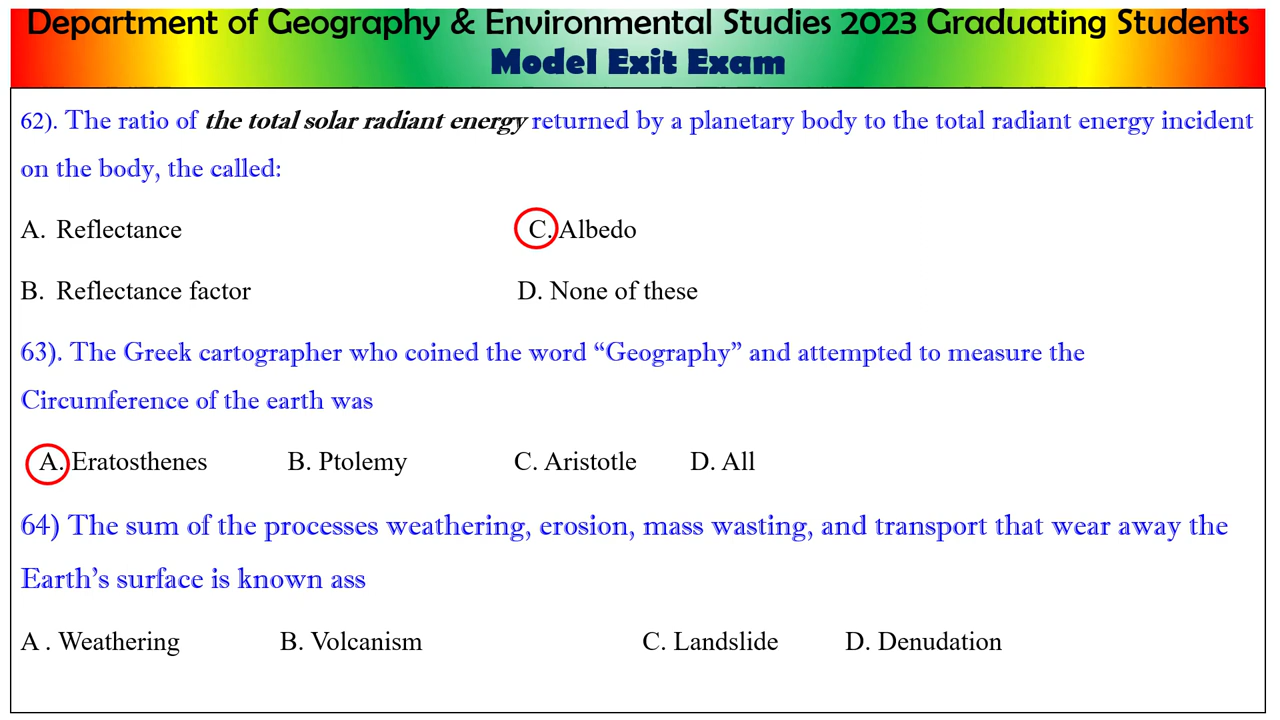 Department of Geography & Environmental Studies 2023 Graduating Students
Model Exit Exam
62). The ratio of the total solar radiant energy returned by a planetary body to the total radiant energy incident
on the body, the called:
A. Reflectance C. Albedo
B. Reflectance factor D. None of these
63). The Greek cartographer who coined the word “Geography” and attempted to measure the
Circumference of the earth was
A. Eratosthenes B. Ptolemy C. Aristotle D. All
64) The sum of the processes weathering, erosion, mass wasting, and transport that wear away the
Earth’s surface is known ass
A . Weathering B. Volcanism C. Landslide D. Denudation